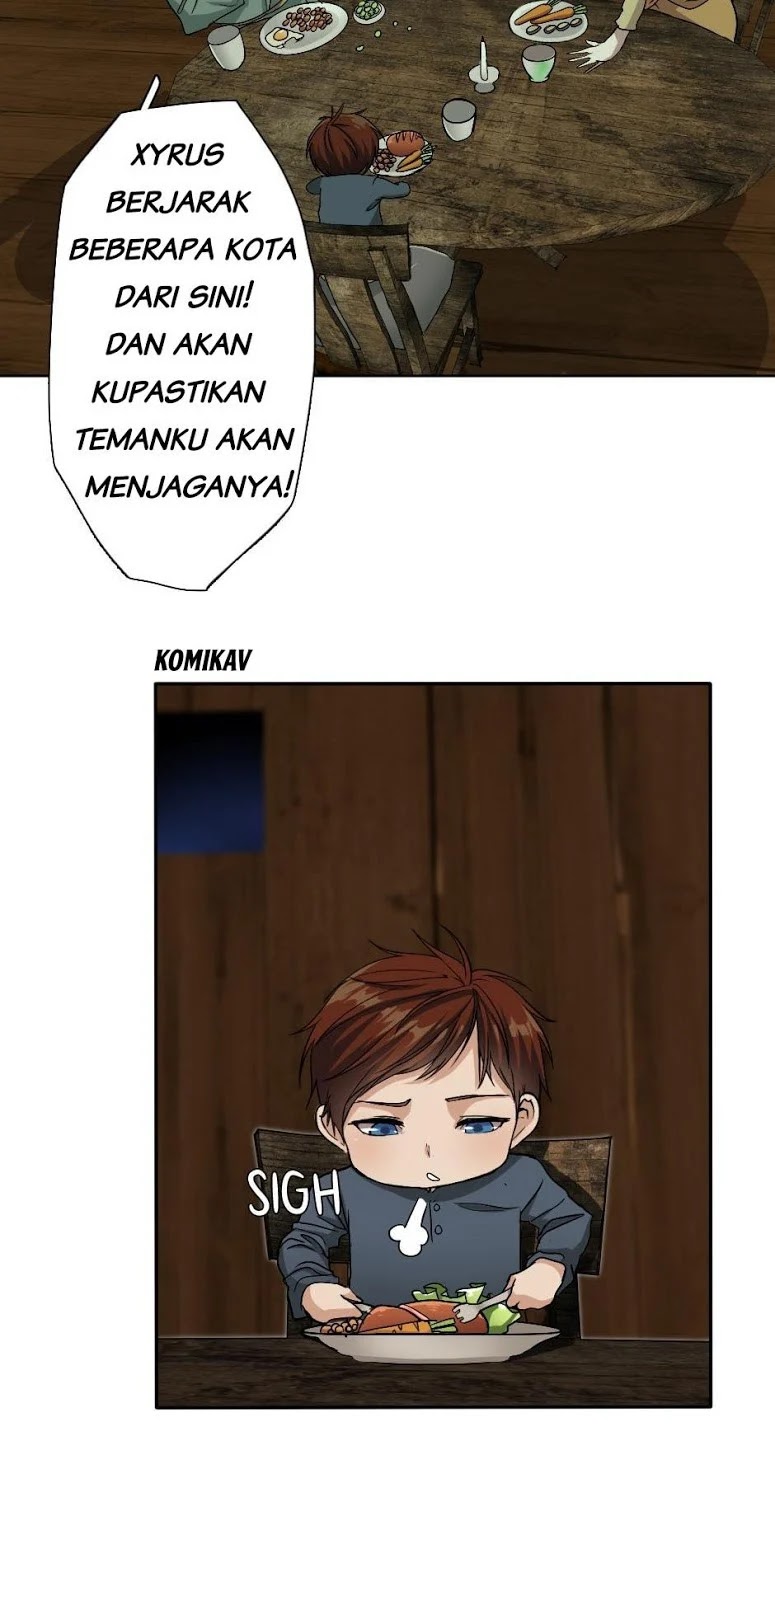 XYRUS
BERJARAK
BEBERAPA KOTA
DARI SINI!
DAN AKAN
KUPASTIKAN
TEMANKU AKAN
MENJAGANYA!
KOMIKAV
SIGH